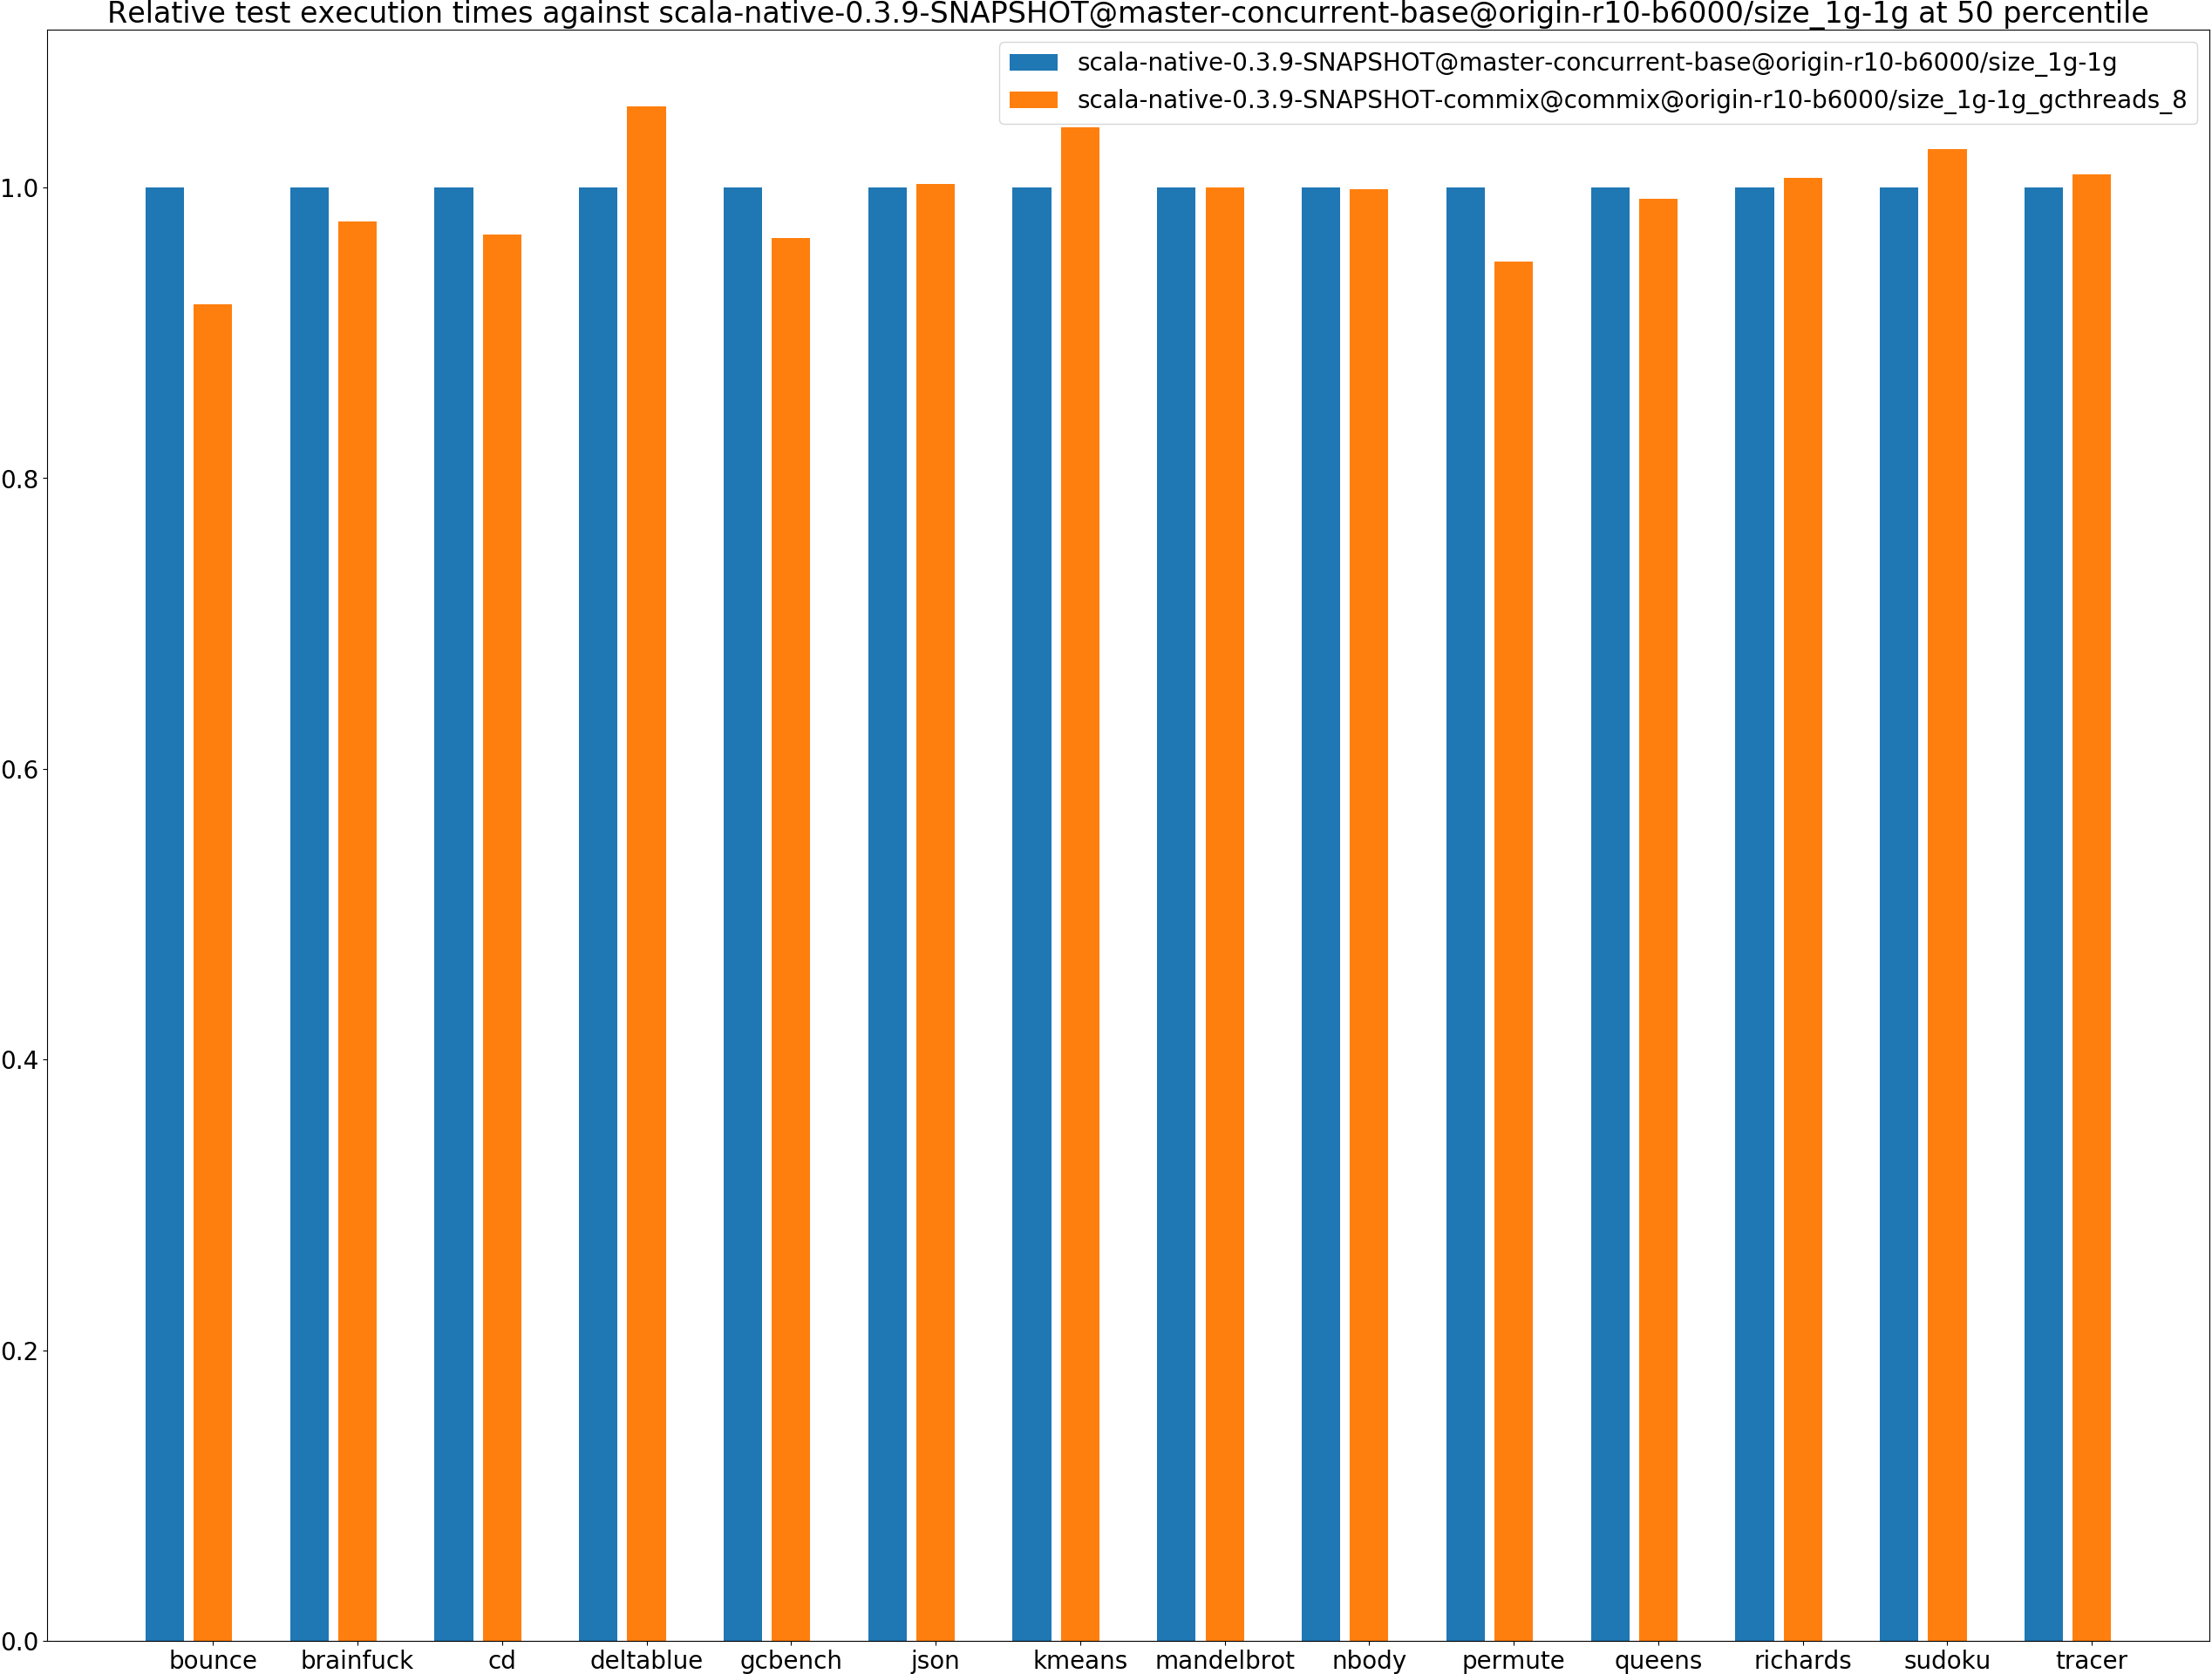 Relative test execution times against scala-native-0.3.9-SNAPSHOT@master-concurrent-base@origin-r10-b6000/size_1g-1g at 50 percentile
scala-native-0.3.9-SNAPSHOT@master-concurrent-base@origin-r10-b6000/size_1g-1g
scala-native-0.3.9-SNAPSHOT-commix@commix@origin-r10-b6000/size_1g-1g_gcthreads_8
1.0
0.8
0.6
0.4
0.2
0.0
bounce brainfuck cd deltablue gcbench json kmeans mandelbrot nbody permute queens richards sudoku tracer